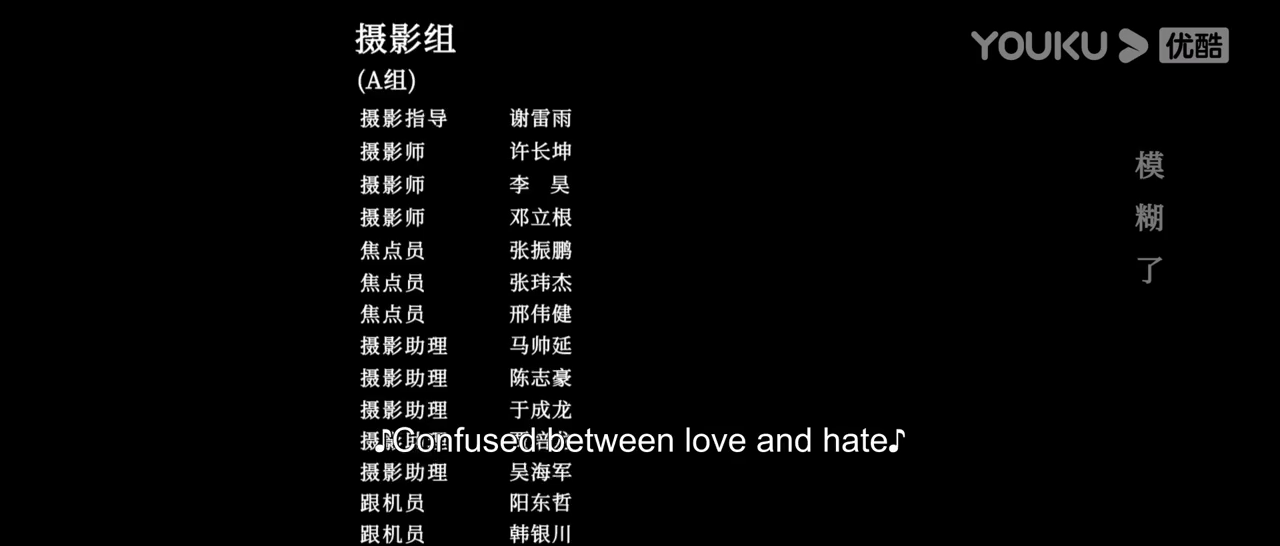 摄影组
(A组)
摄影指导 谢雷雨
摄影师 许长坤
摄影师 李 昊
摄影师 邓立根
焦点员 张振鹏
焦点员 张玮杰
焦点员 邢伟健
摄影助理 马帅延
摄影助理 陈志豪
摄影助理 于成龙
摄影助理
♪Confused between love and hate♪
摄影助理 吴海军
跟机员 阳东哲
跟机员 韩银川
YOUKU 优酷
模糊了